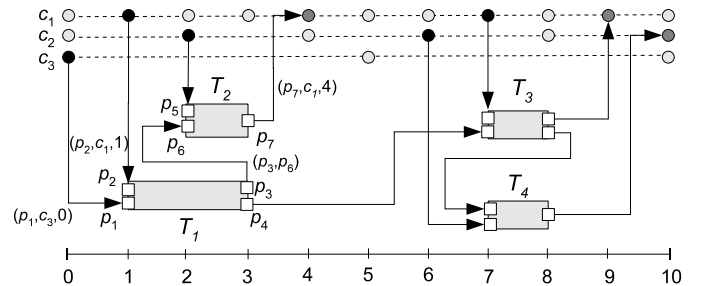 c₁
c₂
c₃
T₂
(p₇,c₁,4)
T₃
p₅
p₆
p₇
(p₂,c₁,1)
(p₃,p₆)
p₂
p₃
T₄
(p₁,c₃,0)
p₁
p₄
T₁
0 1 2 3 4 5 6 7 8 9 10